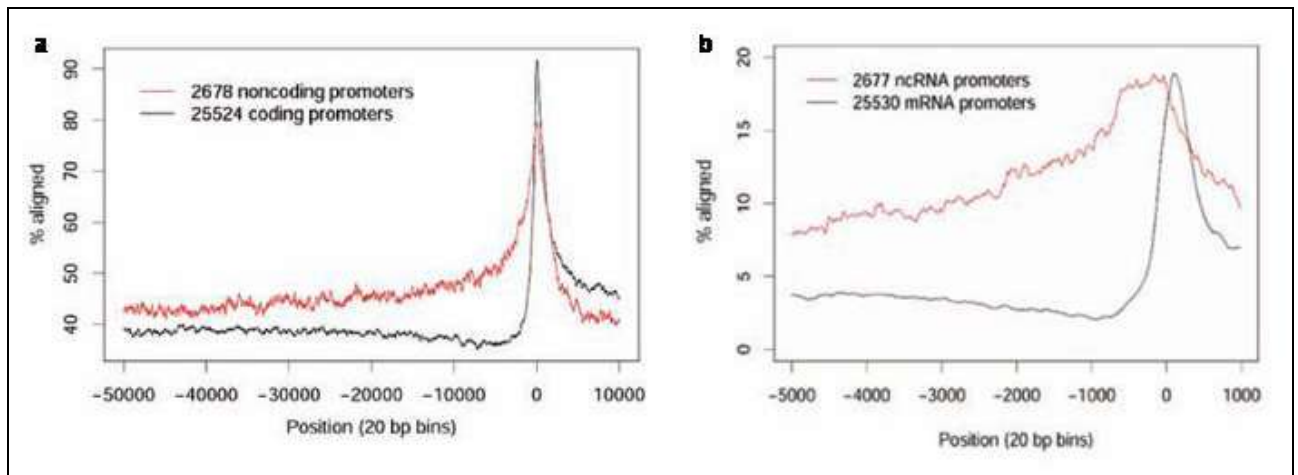 a
2678 noncoding promoters
25524 coding promoters
% aligned
90
80
70
60
50
40
−50000 −40000 −30000 −20000 −10000 0 10000
Position (20 bp bins)
b
2677 ncRNA promoters
25530 mRNA promoters
% aligned
20
15
10
5
0
−5000 −4000 −3000 −2000 −1000 0 1000
Position (20 bp bins)